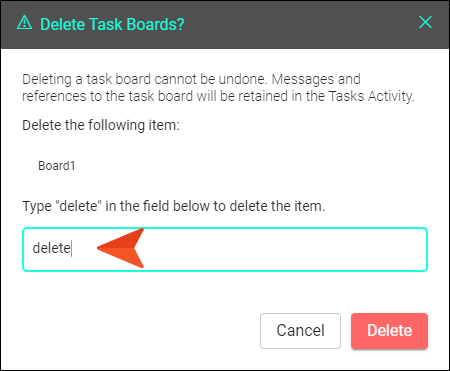 Delete Task Boards?
Deleting a task board cannot be undone. Messages and
references to the task board will be retained in the Tasks Activity.
Delete the following item:
Board1
Type "delete" in the field below to delete the item.
delete
Cancel
Delete